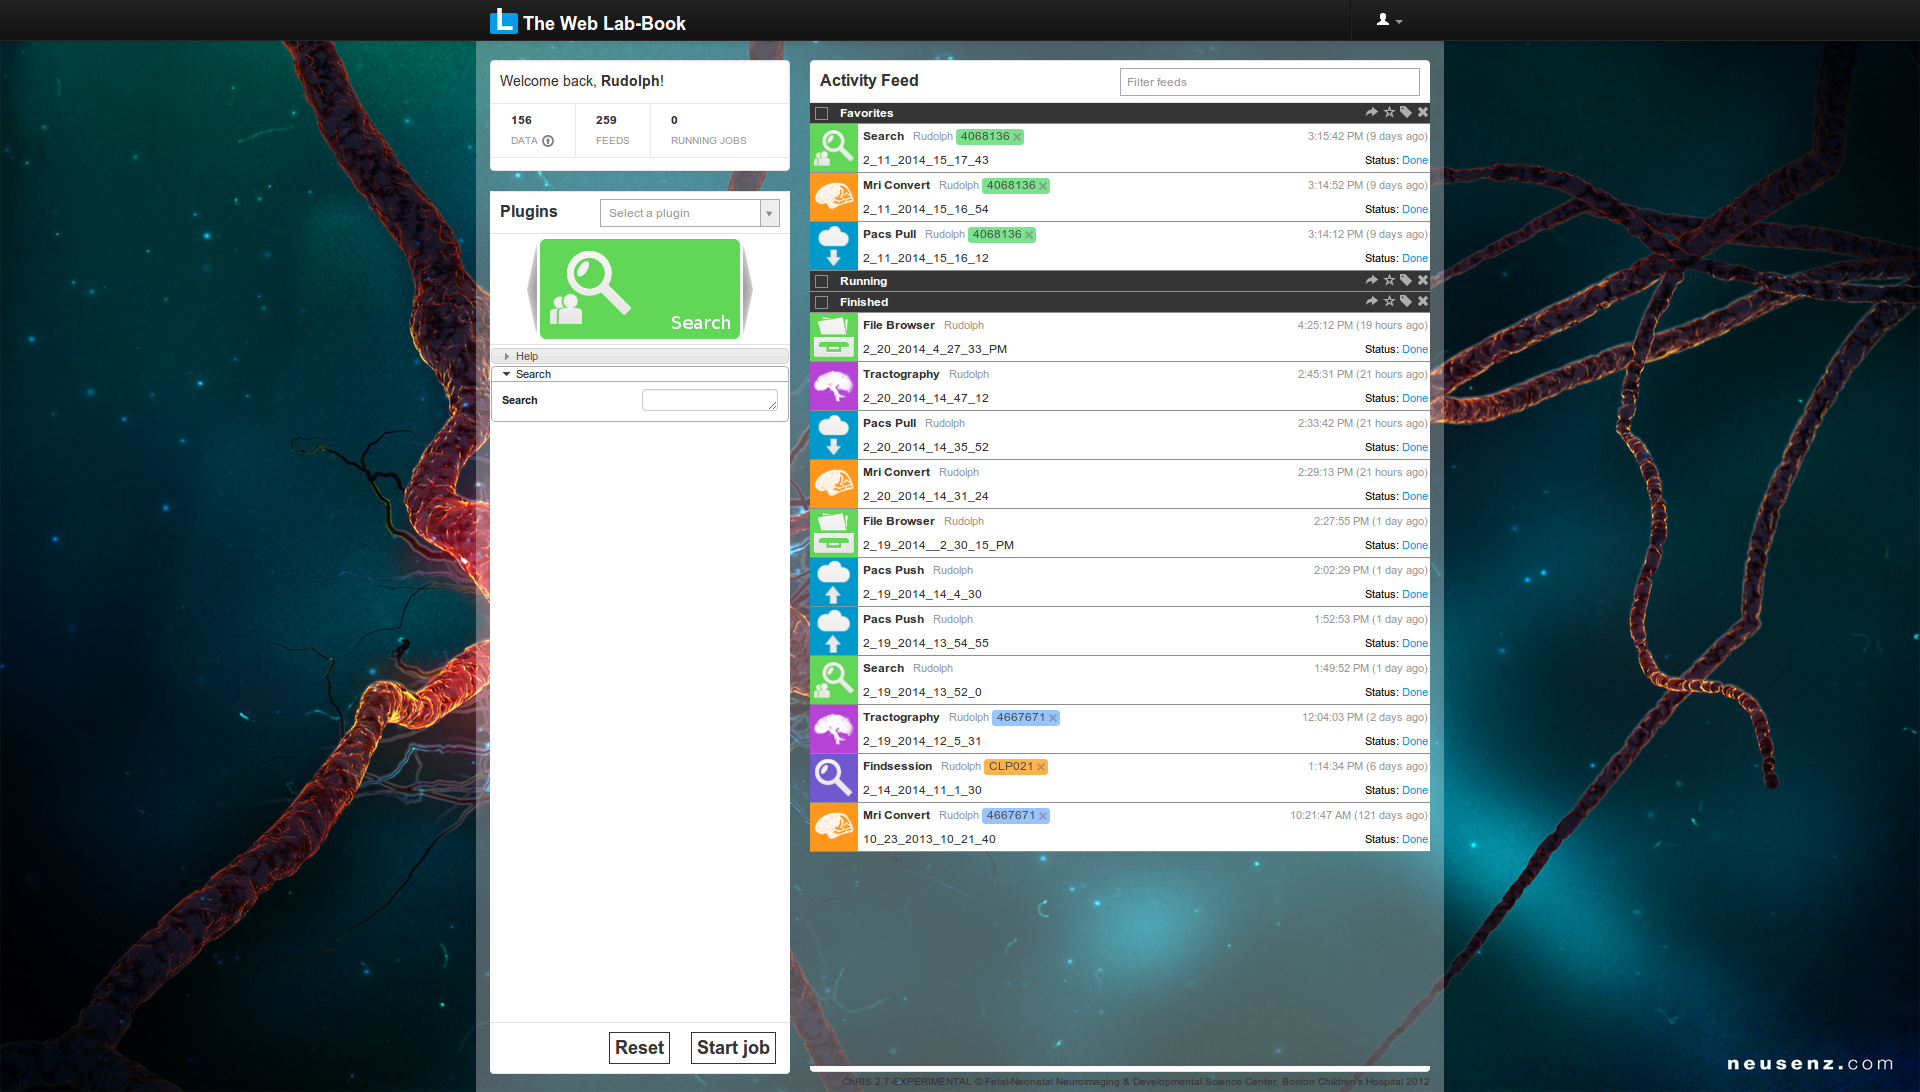 The Web Lab-Book
Welcome back, Rudolph!
156 259 0
DATA FEEDS RUNNING JOBS
Plugins Select a plugin
Search
Help
Search
Search
Reset Start job
Activity Feed Filter feeds
Favorites
Search Rudolph 4068136 3:15:42 PM (9 days ago)
2_11_2014_15_17_43 Status: Done
Mri Convert Rudolph 4068136 3:14:52 PM (9 days ago)
2_11_2014_15_16_54 Status: Done
Pacs Pull Rudolph 4068136 3:14:12 PM (9 days ago)
2_11_2014_15_16_12 Status: Done
Running
Finished
File Browser Rudolph 4:25:12 PM (19 hours ago)
2_20_2014_4_27_33_PM Status: Done
Tractography Rudolph 2:45:31 PM (21 hours ago)
2_20_2014_14_47_12 Status: Done
Pacs Pull Rudolph 2:33:42 PM (21 hours ago)
2_20_2014_14_35_52 Status: Done
Mri Convert Rudolph 2:29:13 PM (21 hours ago)
2_20_2014_14_31_24 Status: Done
File Browser Rudolph 2:27:55 PM (1 day ago)
2_19_2014__2_30_15_PM Status: Done
Pacs Push Rudolph 2:02:29 PM (1 day ago)
2_19_2014_14_4_30 Status: Done
Pacs Push Rudolph 1:52:53 PM (1 day ago)
2_19_2014_13_54_55 Status: Done
Search Rudolph 1:49:52 PM (1 day ago)
2_19_2014_13_52_0 Status: Done
Tractography Rudolph 4667671 12:04:03 PM (2 days ago)
2_19_2014_12_5_31 Status: Done
Findsession Rudolph CLP021 1:14:34 PM (6 days ago)
2_14_2014_11_1_30 Status: Done
Mri Convert Rudolph 4667671 10:21:47 AM (121 days ago)
10_23_2013_10_21_40 Status: Done
neusenz.com
ChRIS 2.7-EXPERIMENTAL © Fetal-Neonatal Neuroimaging & Developmental Science Center, Boston Children's Hospital 2012